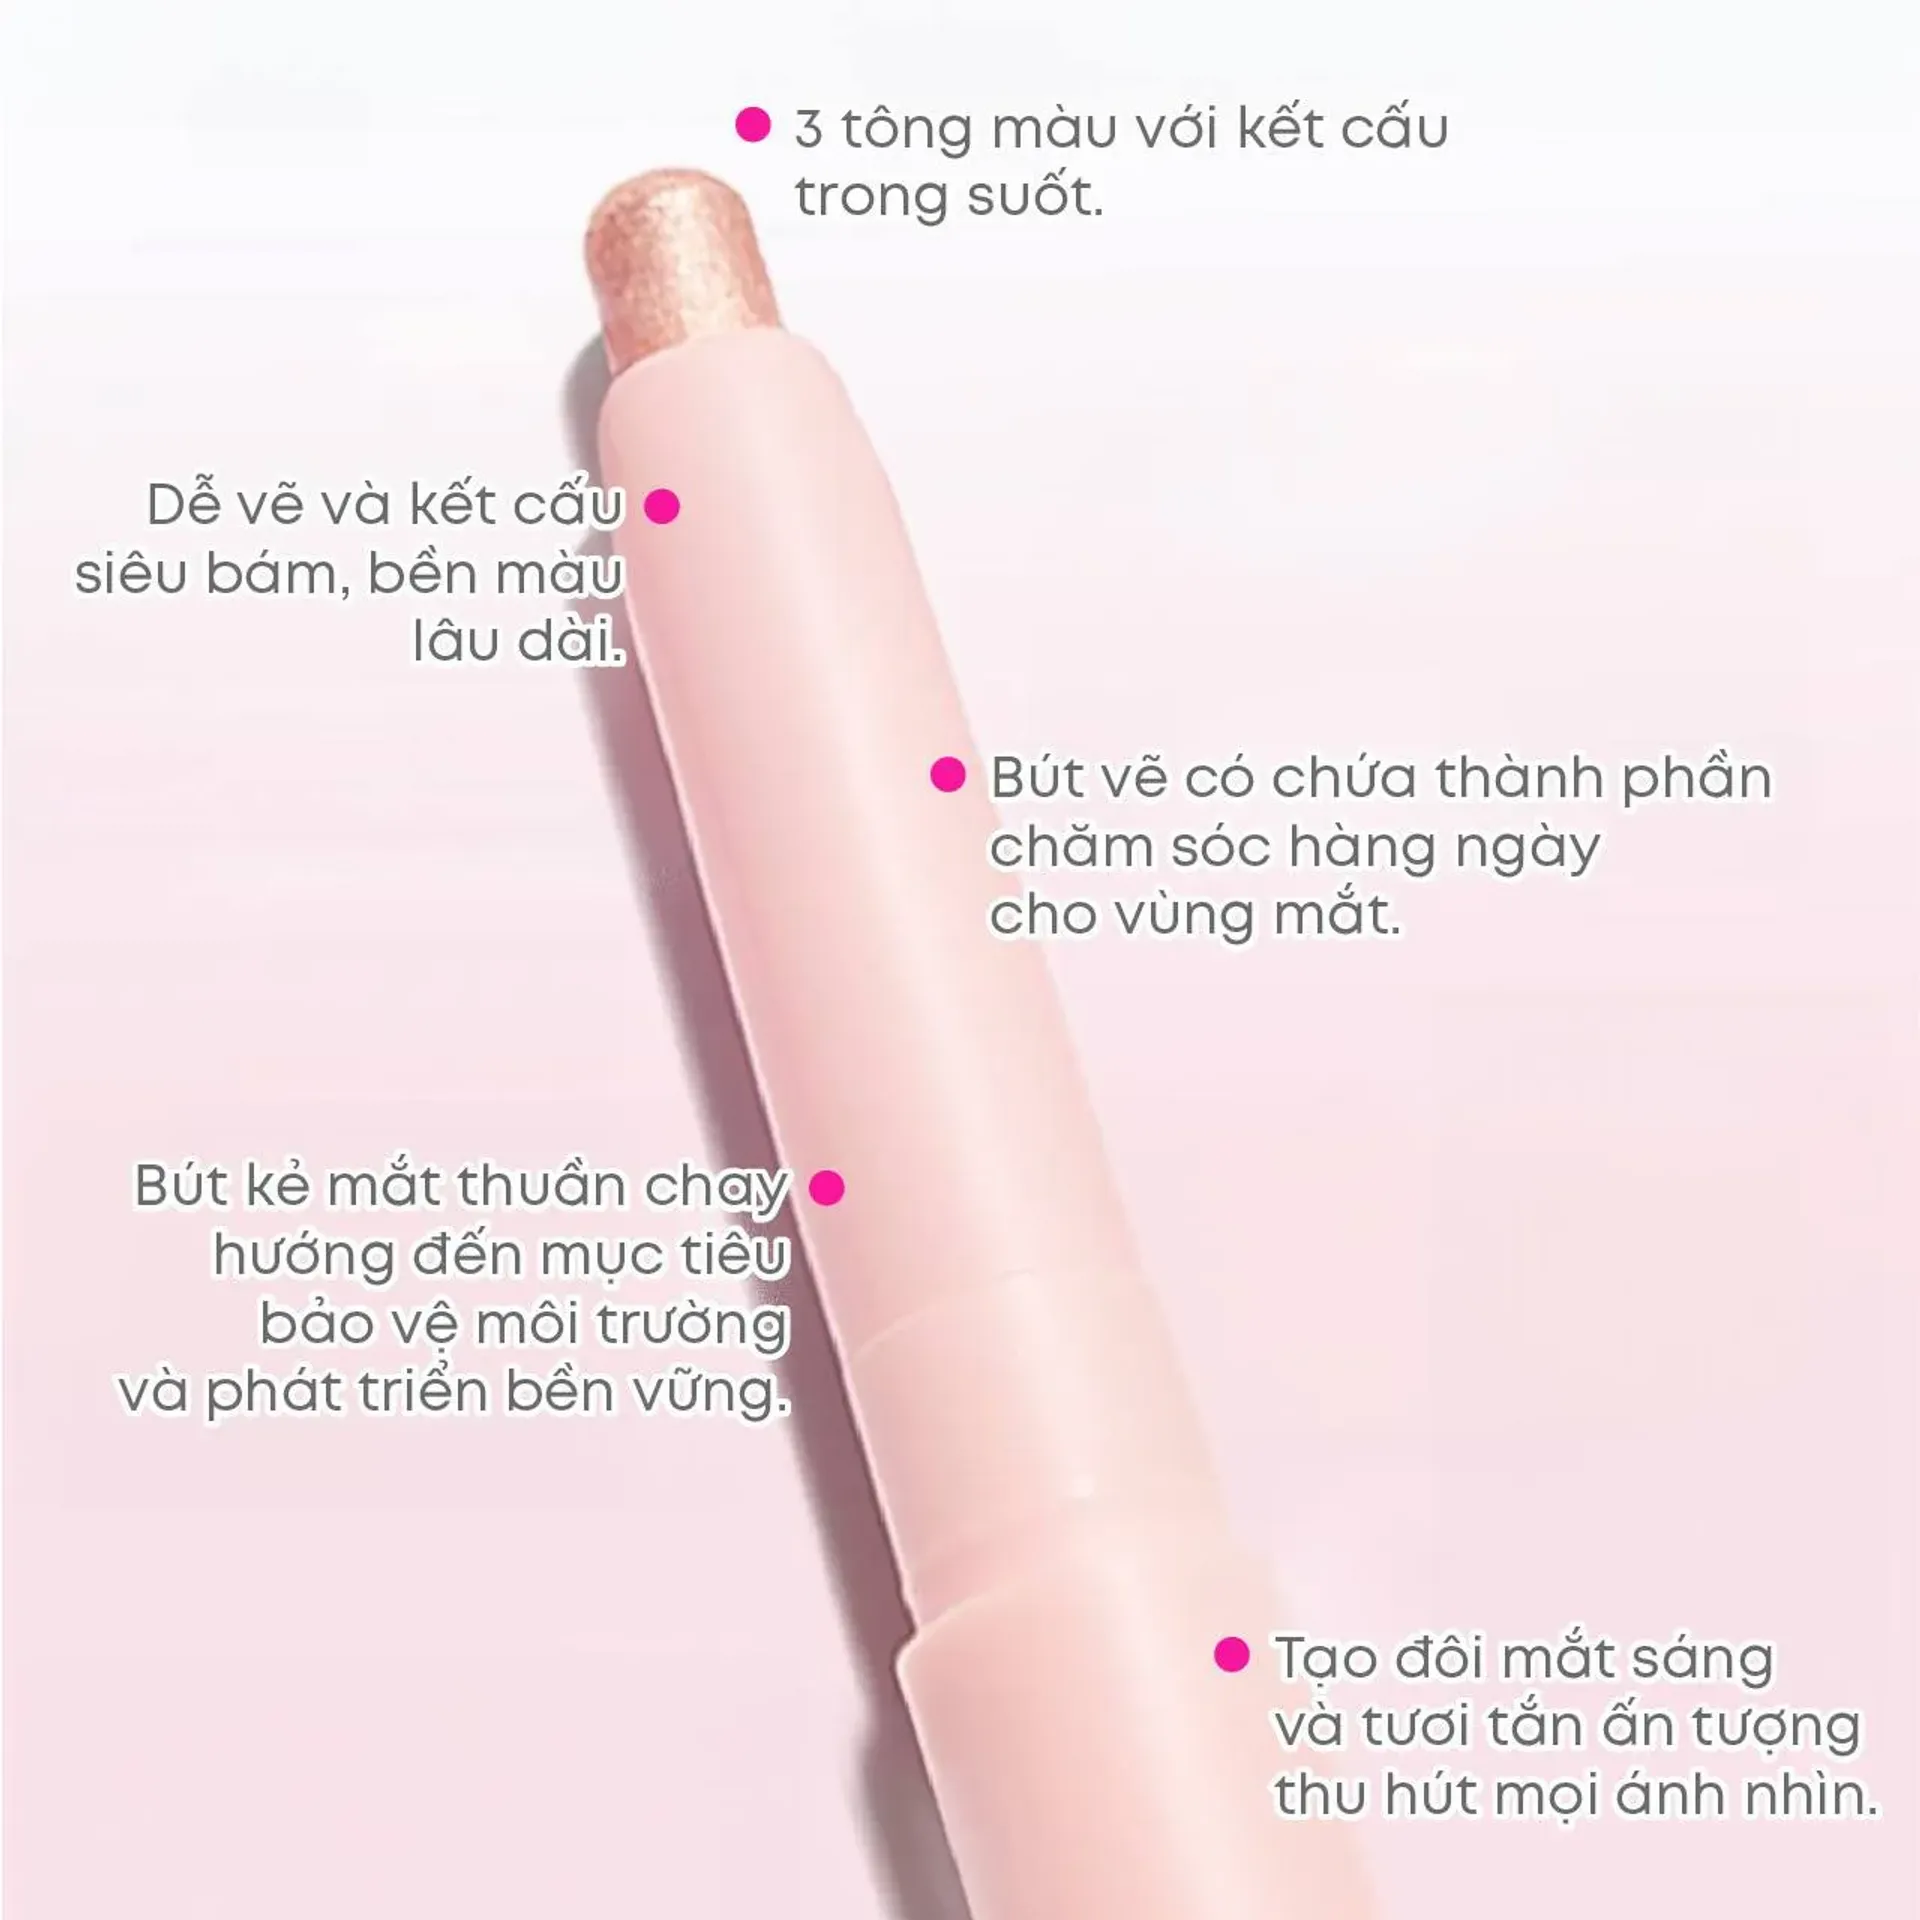 3 tông màu với kết cấu
trong suốt.
Dễ vẽ và kết cấu
siêu bám, bền màu
lâu dài.
Bút vẽ có chứa thành phần
chăm sóc hàng ngày
cho vùng mắt.
Bút kẻ mắt thuần chay
hướng đến mục tiêu
bảo vệ môi trường
và phát triển bền vững.
Tạo đôi mắt sáng
và tươi tắn ấn tượng
thu hút mọi ánh nhìn.